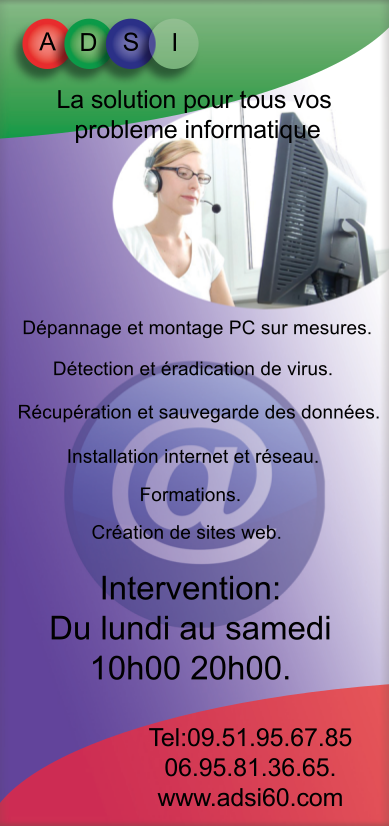 A D S I
La solution pour tous vos
probleme informatique
Dépannage et montage PC sur mesures.
Détection et éradication de virus.
Récupération et sauvegarde des données.
Installation internet et réseau.
Formations.
Création de sites web.
Intervention:
Du lundi au samedi
10h00 20h00.
Tel:09.51.95.67.85
06.95.81.36.65.
www.adsi60.com